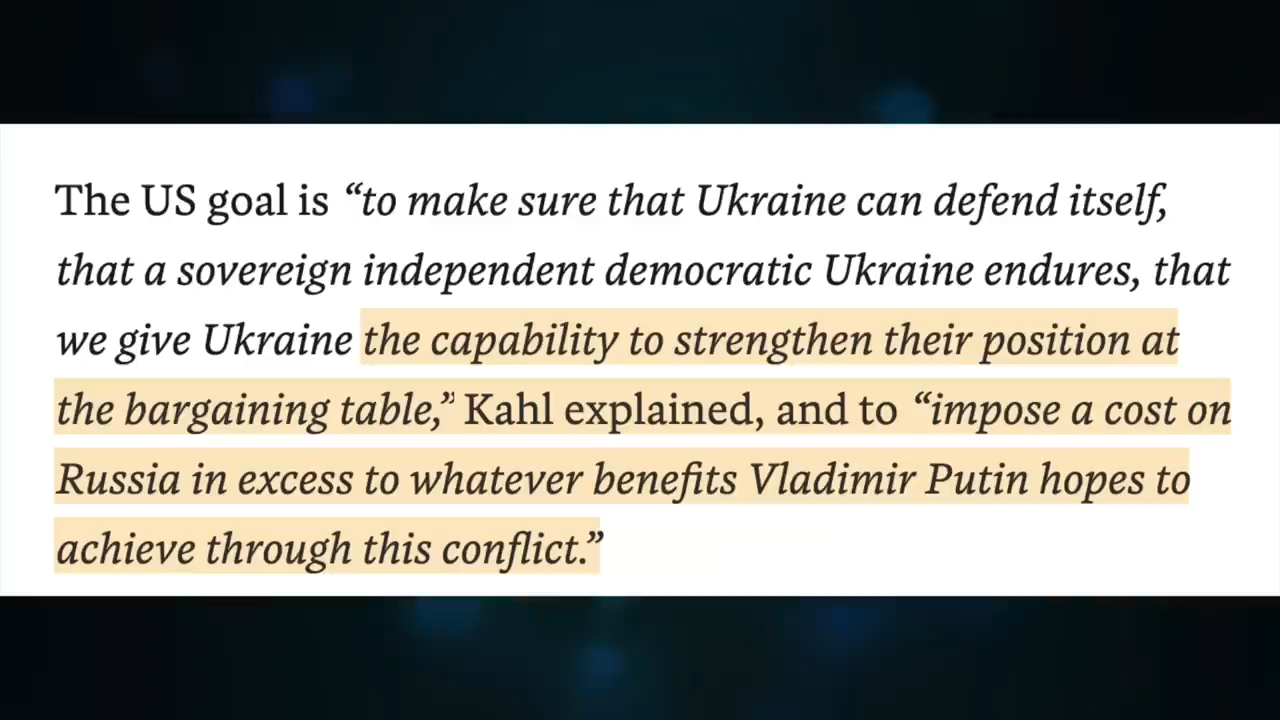 The US goal is “to make sure that Ukraine can defend itself,
that a sovereign independent democratic Ukraine endures, that
we give Ukraine the capability to strengthen their position at
the bargaining table,” Kahl explained, and to “impose a cost on
Russia in excess to whatever benefits Vladimir Putin hopes to
achieve through this conflict.”